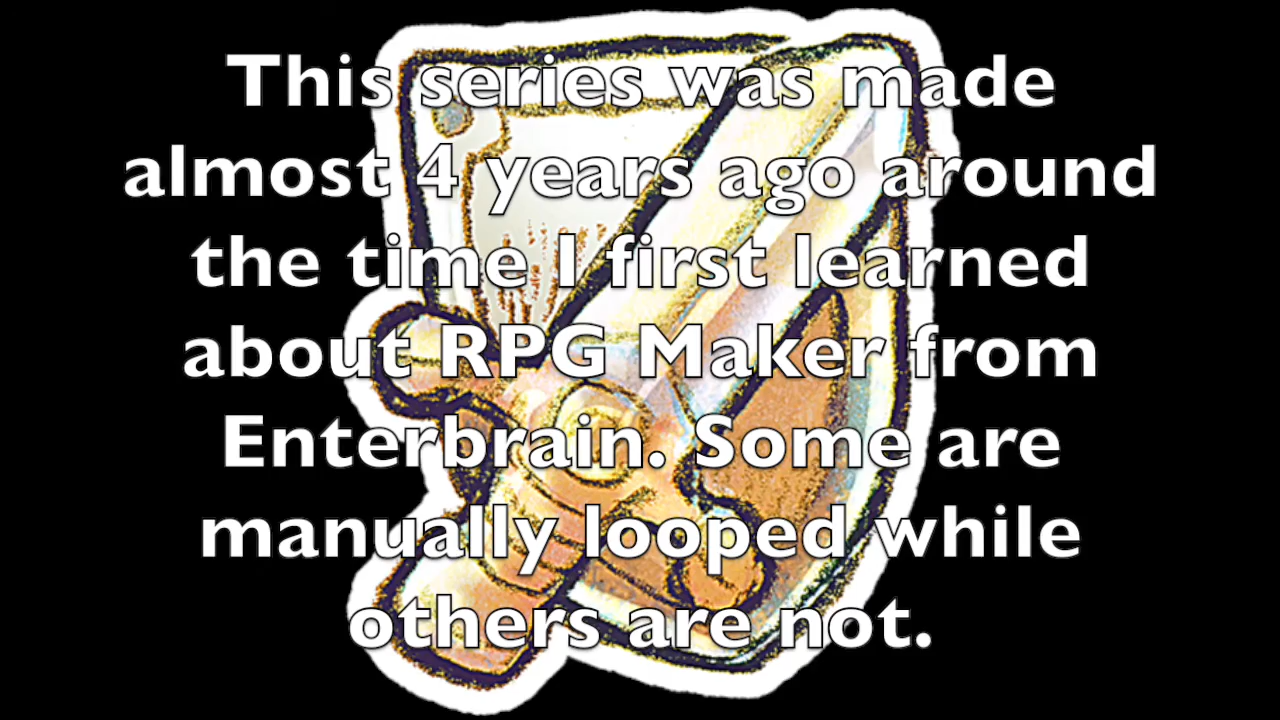 This series was made
almost 4 years ago around
the time I first learned
about RPG Maker from
Enterbrain. Some are
manually looped while
others are not.